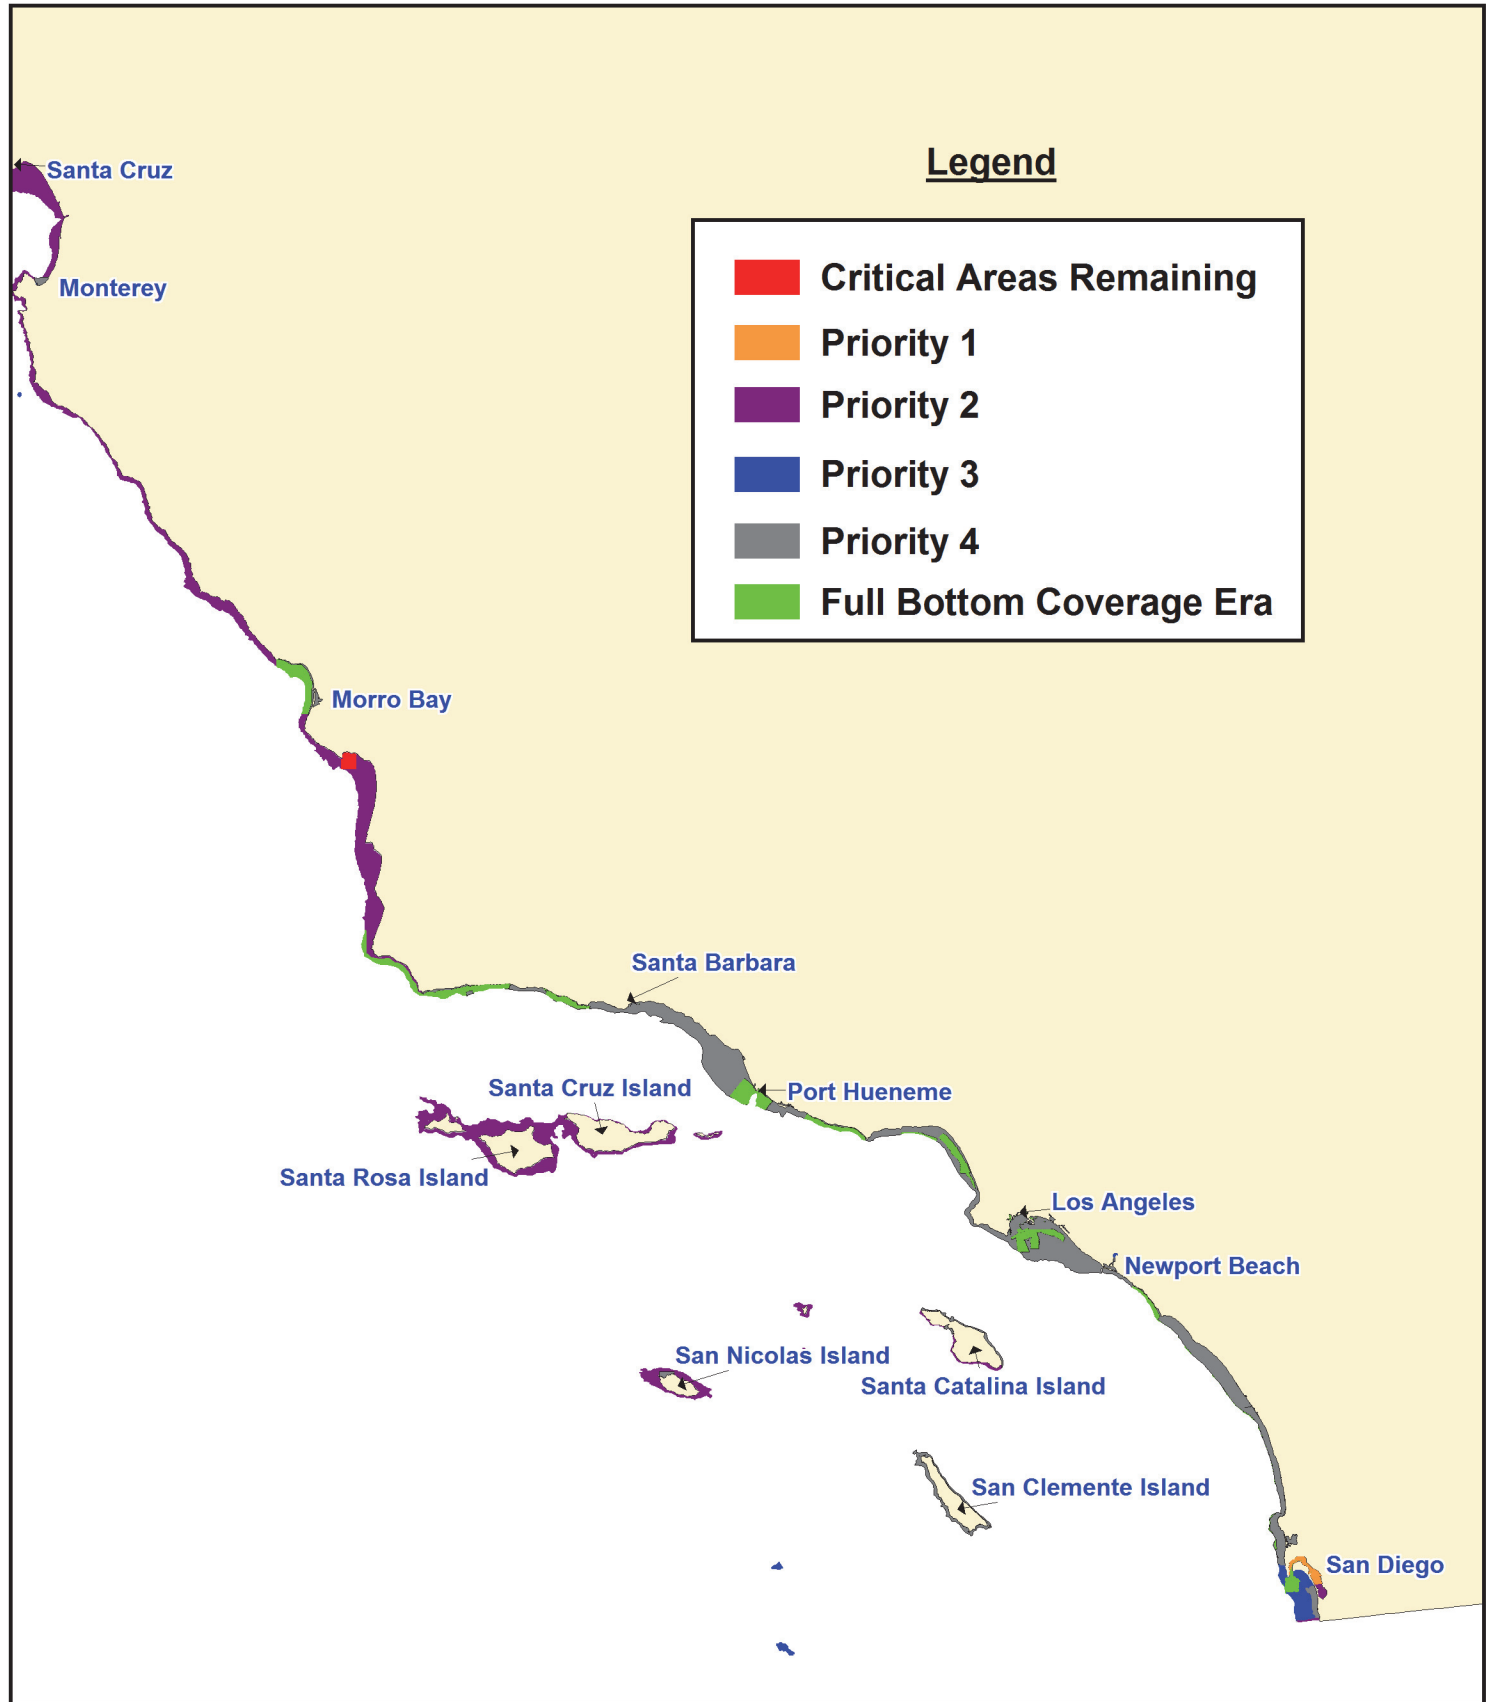 Santa Cruz
Legend
Critical Areas Remaining
Monterey
Priority 1
Priority 2
Priority 3
Priority 4
Full Bottom Coverage Era
Morro Bay
Santa Barbara
Santa Cruz Island
Port Hueneme
Santa Rosa Island
Los Angeles
Newport Beach
San Nicolas Island
Santa Catalina Island
San Clemente Island
San Diego